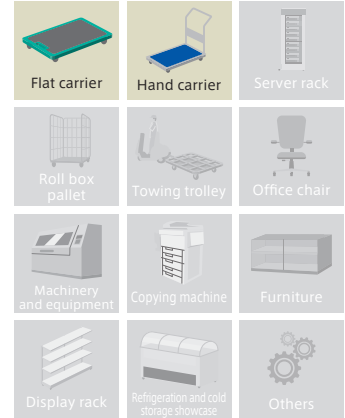 Flat carrier
Hand carrier
Server rack
Roll box
pallet
Towing trolley
Office chair
Machinery
and equipment
Copying machine
Furniture
Display rack
Refrigeration and cold
storage showcase
Others